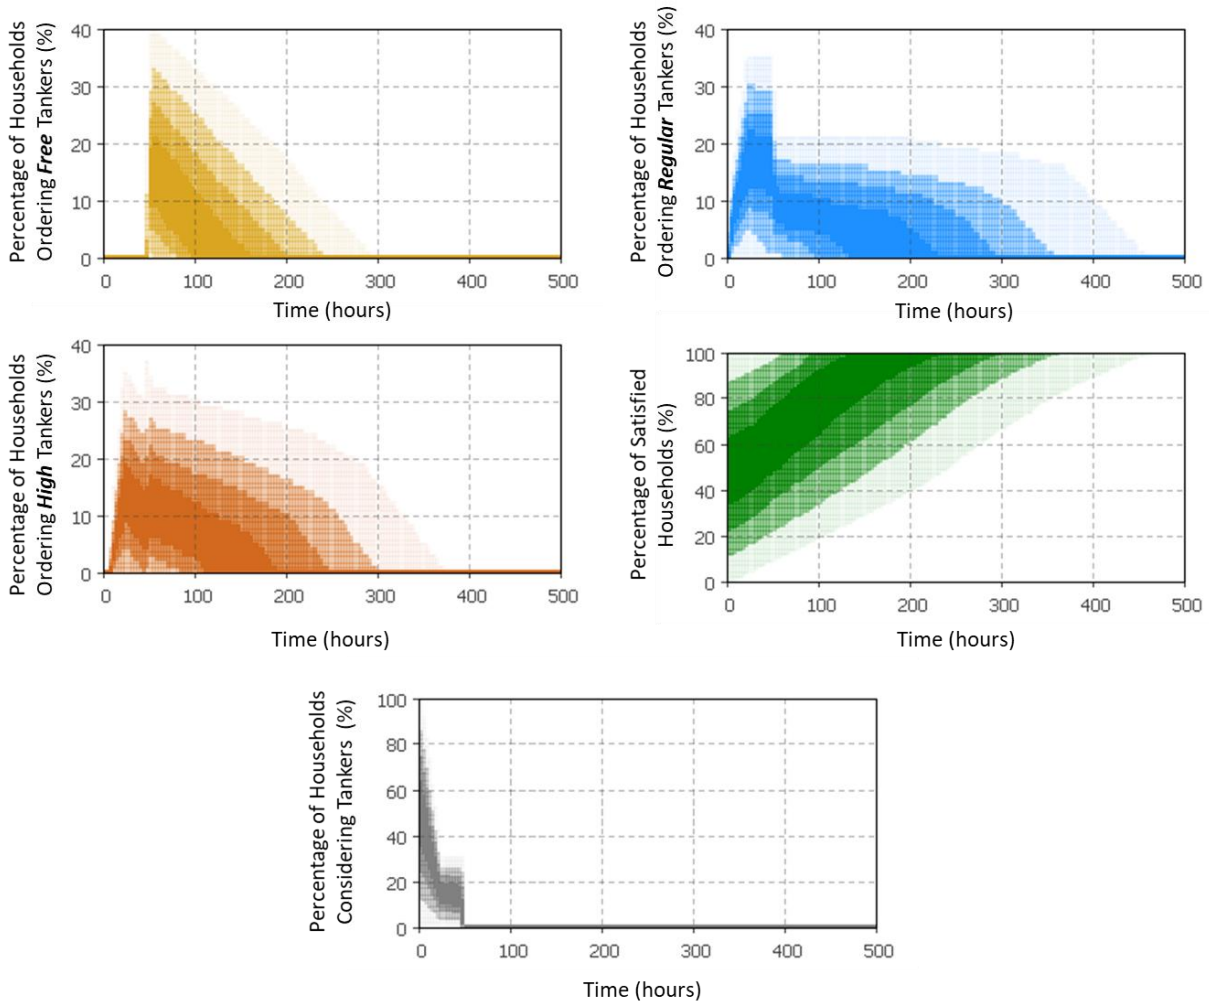 Percentage of Households
Ordering Free Tankers (%)
40
30
20
10
0
0 100 200 300 400 500
Time (hours)
Percentage of Households
Ordering Regular Tankers (%)
40
30
20
10
0
0 100 200 300 400 500
Time (hours)
Percentage of Households
Ordering High Tankers (%)
40
30
20
10
0
0 100 200 300 400 500
Time (hours)
Percentage of Satisfied
Households (%)
100
80
60
40
20
0
0 100 200 300 400 500
Time (hours)
Percentage of Households
Considering Tankers (%)
100
80
60
40
20
0
0 100 200 300 400 500
Time (hours)